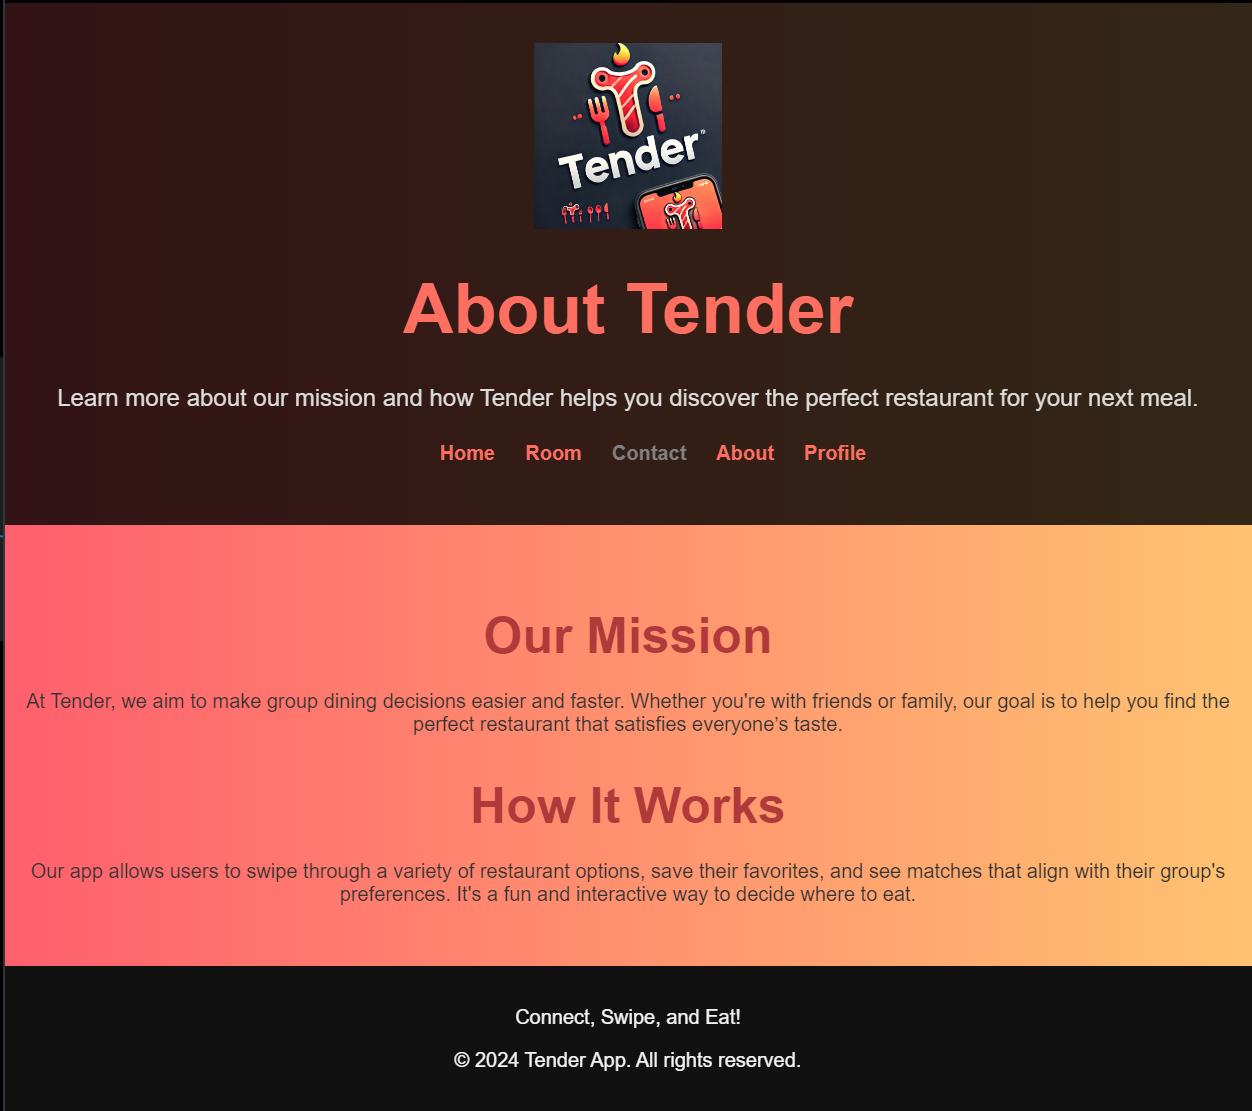 Tender
About Tender
Learn more about our mission and how Tender helps you discover the perfect restaurant for your next meal.
Home Room Contact About Profile
Our Mission
At Tender, we aim to make group dining decisions easier and faster. Whether you're with friends or family, our goal is to help you find the
perfect restaurant that satisfies everyone’s taste.
How It Works
Our app allows users to swipe through a variety of restaurant options, save their favorites, and see matches that align with their group's
preferences. It's a fun and interactive way to decide where to eat.
Connect, Swipe, and Eat!
© 2024 Tender App. All rights reserved.